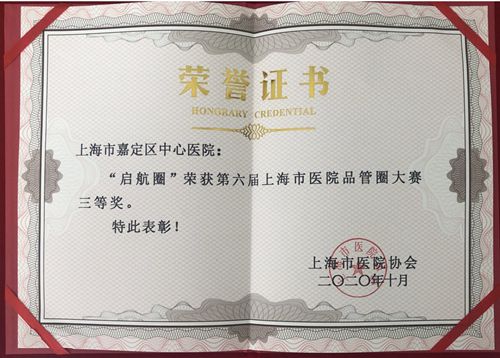 荣誉证书
HONORARY CREDENTIAL
上海市嘉定区中心医院：
“启航圈”荣获第六届上海市医院品管圈大赛
三等奖。
特此表彰！
上海市医院协会
二〇二〇年十月